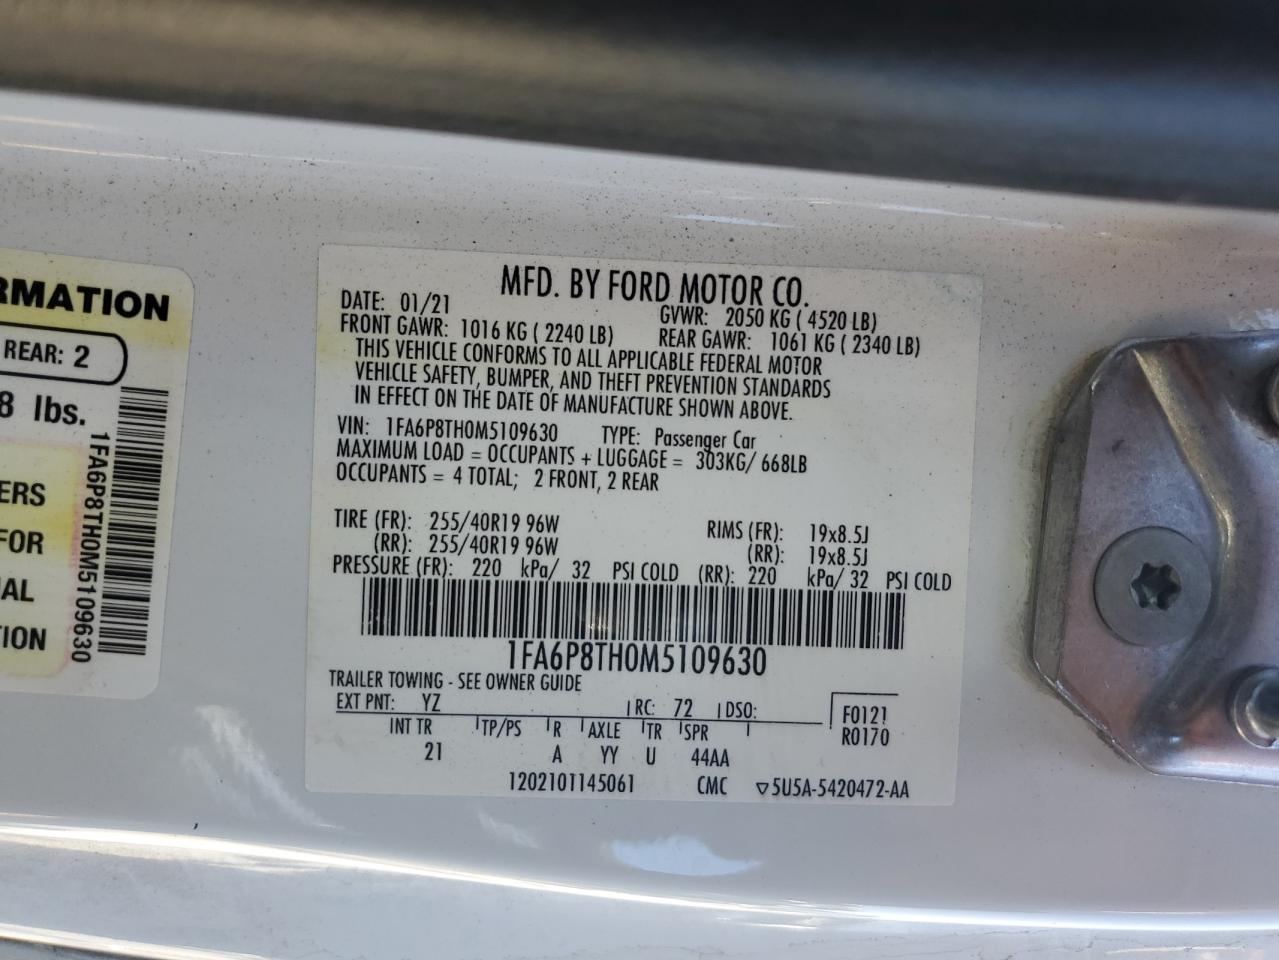 RMATION
REAR: 2
8 lbs.
ERS
FOR
AL
TION
1FA6P8TH0M5109630
MFD. BY FORD MOTOR CO.
DATE: 01/21 GVWR: 2050 KG ( 4520 LB)
FRONT GAWR: 1016 KG ( 2240 LB) REAR GAWR: 1061 KG ( 2340 LB)
THIS VEHICLE CONFORMS TO ALL APPLICABLE FEDERAL MOTOR
VEHICLE SAFETY, BUMPER, AND THEFT PREVENTION STANDARDS
IN EFFECT ON THE DATE OF MANUFACTURE SHOWN ABOVE.
VIN: 1FA6P8TH0M5109630 TYPE: Passenger Car
MAXIMUM LOAD = OCCUPANTS + LUGGAGE = 303KG/ 668LB
OCCUPANTS = 4 TOTAL; 2 FRONT, 2 REAR
TIRE (FR): 255/40R19 96W RIMS (FR): 19x8.5J
(RR): 255/40R19 96W (RR): 19x8.5J
PRESSURE (FR): 220 kPa/ 32 PSI COLD (RR): 220 kPa/ 32 PSI COLD
1FA6P8TH0M5109630
TRAILER TOWING - SEE OWNER GUIDE
EXT PNT: YZ RC: 72 DSO: F0121
INT TR TP/PS R AXLE TR SPR R0170
21 A YY U 44AA
1202101145061 CMC ▽5U5A-5420472-AA